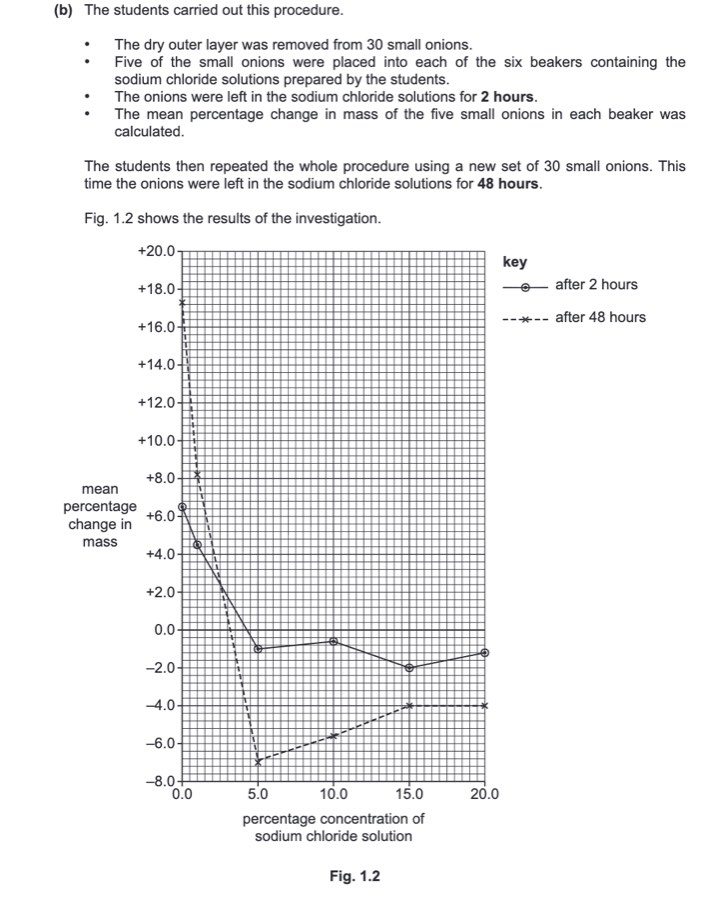 (b) The students carried out this procedure.
• The dry outer layer was removed from 30 small onions.
• Five of the small onions were placed into each of the six beakers containing the
sodium chloride solutions prepared by the students.
• The onions were left in the sodium chloride solutions for 2 hours.
• The mean percentage change in mass of the five small onions in each beaker was
calculated.
The students then repeated the whole procedure using a new set of 30 small onions. This
time the onions were left in the sodium chloride solutions for 48 hours.
Fig. 1.2 shows the results of the investigation.
+20.0
+18.0
+16.0
+14.0
+12.0
+10.0
+8.0
+6.0
+4.0
+2.0
0.0
–2.0
–4.0
–6.0
–8.0
mean
percentage
change in
mass
key
after 2 hours
after 48 hours
0.0 5.0 10.0 15.0 20.0
percentage concentration of
sodium chloride solution
Fig. 1.2